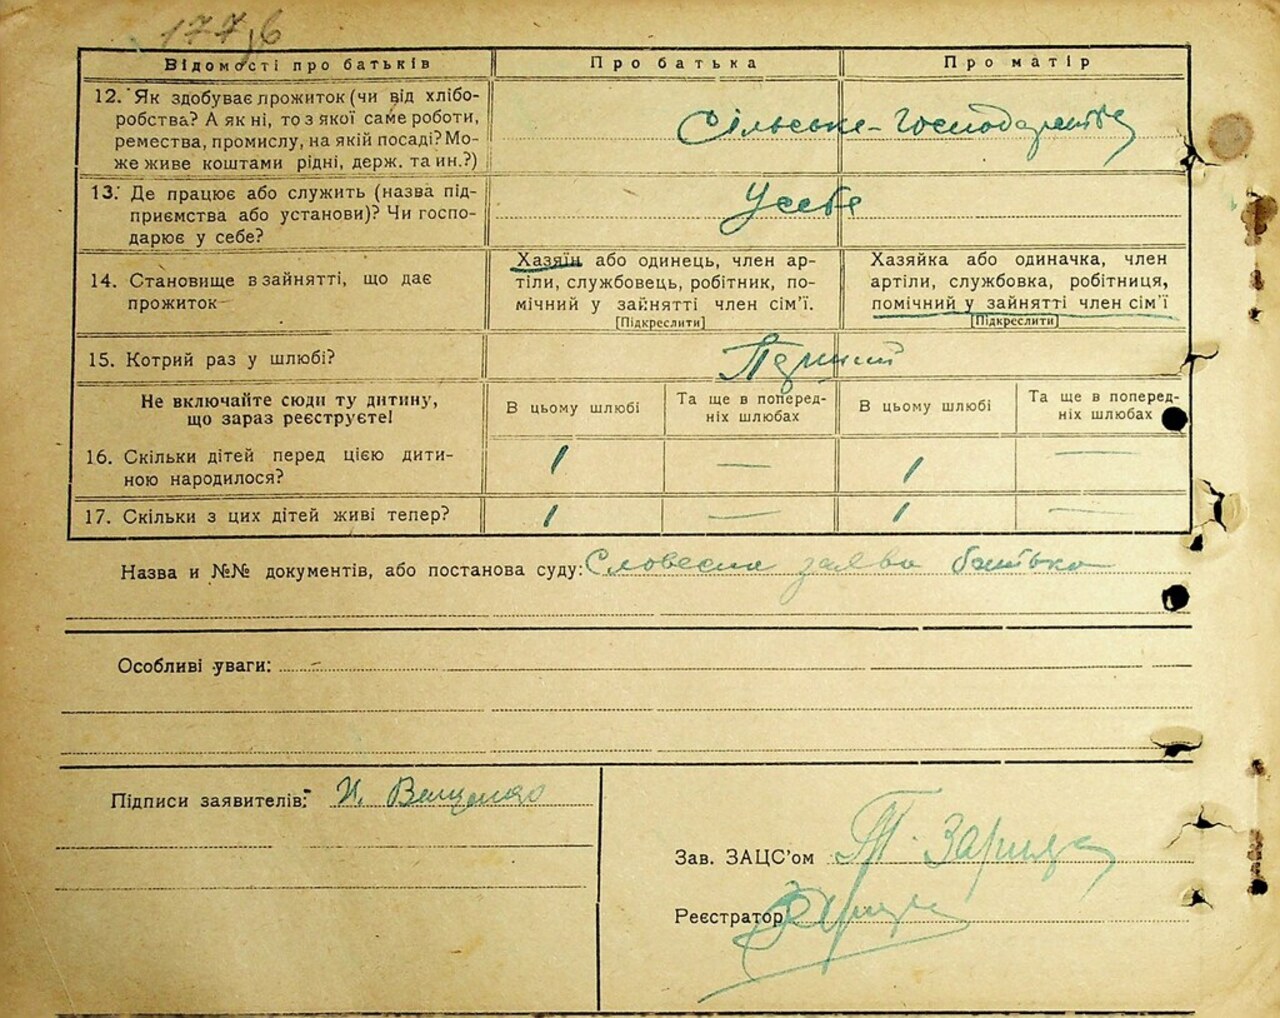 177
Відомості про батьків Про батька Про матір
12. Як здобуває прожиток (чи від хлібо-
робства? А як ні, то з якої саме роботи,
ремества, промислу, на якій посаді? Мо-
же живе коштами рідні, держ. та ин.?)
Сільське-Господарство
13. Де працює або служить (назва під-
приємства або установи)? Чи госпо-
дарює у себе?
У себе
14. Становище в зайнятті, що дає
прожиток
Хазяїн або одинець, член ар-
тіли, службовець, робітник, по-
мічний у зайнятті член сім'ї.
[Підкреслити]
Хазяйка або одиначка, член
артіли, службовка, робітниця,
помічний у зайнятті член сім'ї
[Підкреслити]
15. Котрий раз у шлюбі?
Не включайте сюди ту дитину,
що зараз реєструєте!
В цьому шлюбі
Та ще в поперед-
ніх шлюбах
В цьому шлюбі
Та ще в поперед-
ніх шлюбах
16. Скільки дітей перед цією дити-
ною народилося?
1 — 1 —
17. Скільки з цих дітей живі тепер?
1 — 1 —
Назва и №№ документів, або постанова суду: Словесна заява батька
Особливі уваги:
Підписи заявителів:
Зав. ЗАЦС'ом
Реєстратор